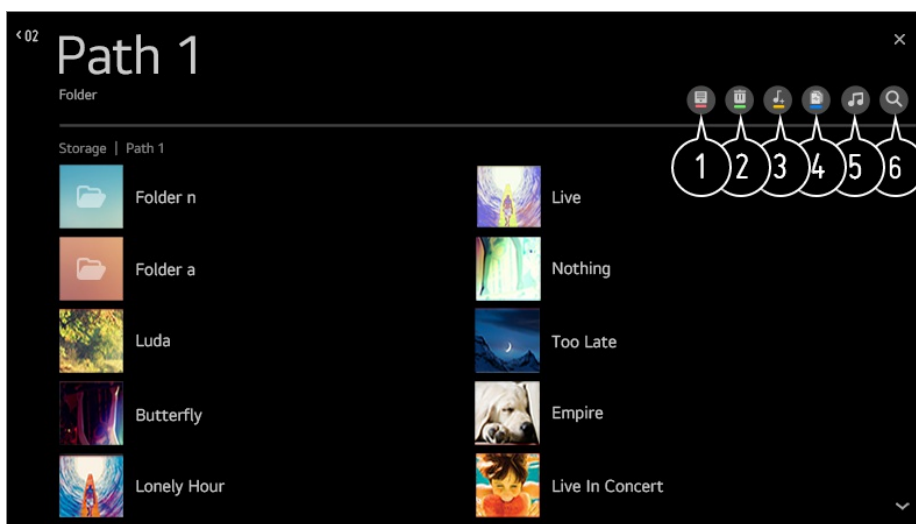 <02
Path 1
Folder
1 2 3 4 5 6
Storage | Path 1
Folder n
Live
Folder a
Nothing
Luda
Too Late
Butterfly
Empire
Lonely Hour
Live In Concert